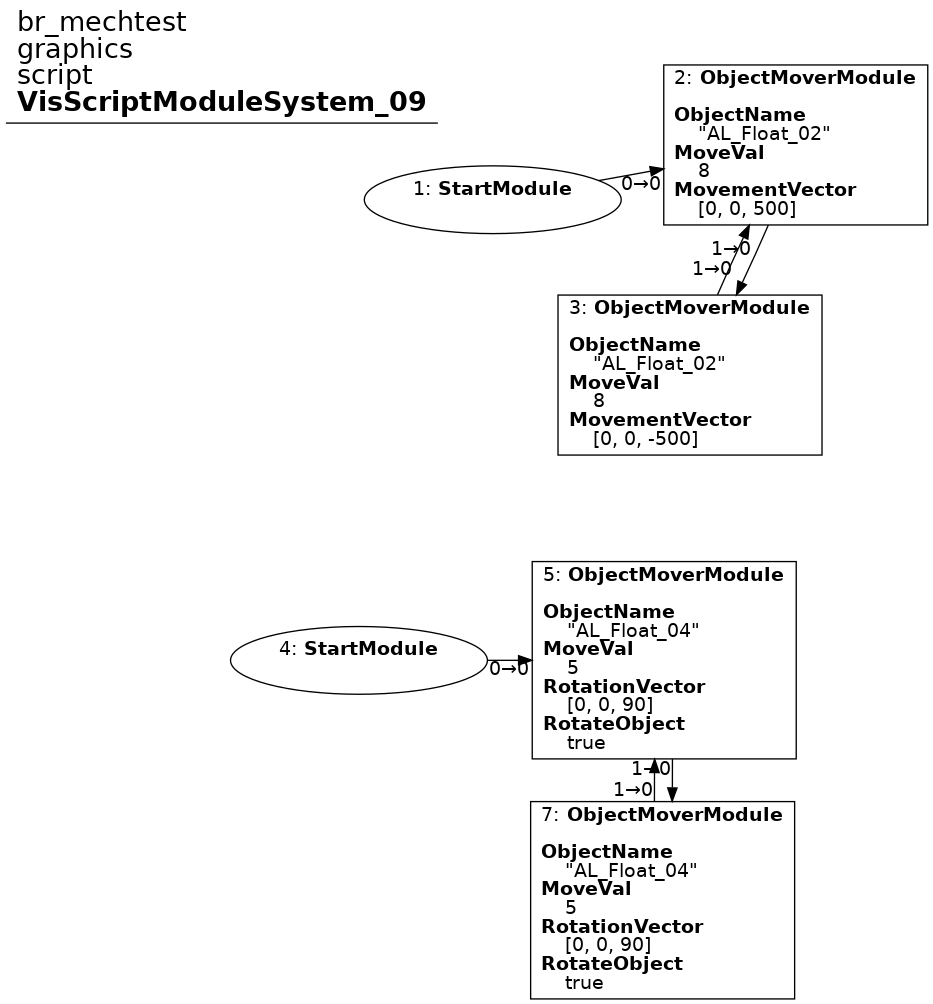 br_mechtest
graphics
script
VisScriptModuleSystem_09
2: ObjectMoverModule
ObjectName
"AL_Float_02"
MoveVal
8
MovementVector
[0, 0, 500]
1: StartModule
0→0
1→0
1→0
3: ObjectMoverModule
ObjectName
"AL_Float_02"
MoveVal
8
MovementVector
[0, 0, -500]
5: ObjectMoverModule
ObjectName
"AL_Float_04"
MoveVal
5
RotationVector
[0, 0, 90]
RotateObject
true
4: StartModule
0→0
1→0
1→0
7: ObjectMoverModule
ObjectName
"AL_Float_04"
MoveVal
5
RotationVector
[0, 0, 90]
RotateObject
true